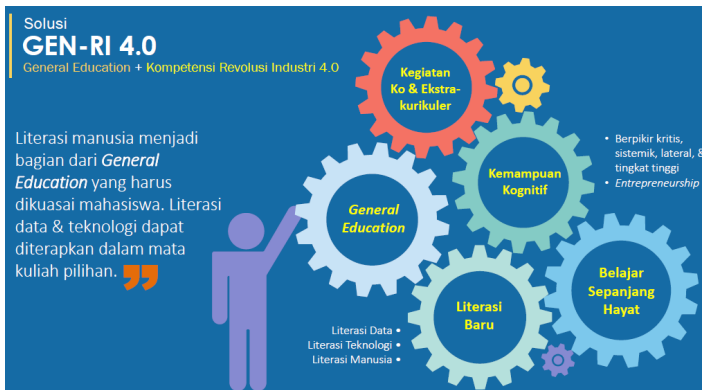 Solusi
GEN-RI 4.0
General Education + Kompetensi Revolusi Industri 4.0
Literasi manusia menjadi
bagian dari General
Education yang harus
dikuasai mahasiswa. Literasi
data & teknologi dapat
diterapkan dalam mata
kuliah pilihan.
Kegiatan
Ko & Ekstra-
kurikuler
Kemampuan
Kognitif
• Berpikir kritis,
sistemik, lateral, &
tingkat tinggi
• Entrepreneurship
General
Education
Belajar
Sepanjang
Hayat
Literasi
Baru
Literasi Data •
Literasi Teknologi •
Literasi Manusia •